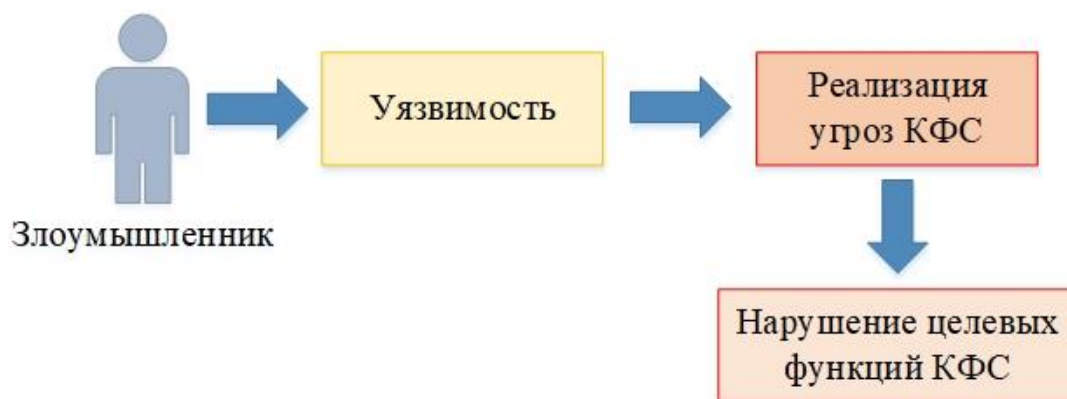 Злоумышленник
Уязвимость
Реализация
угроз КФС
Нарушение целевых
функций КФС